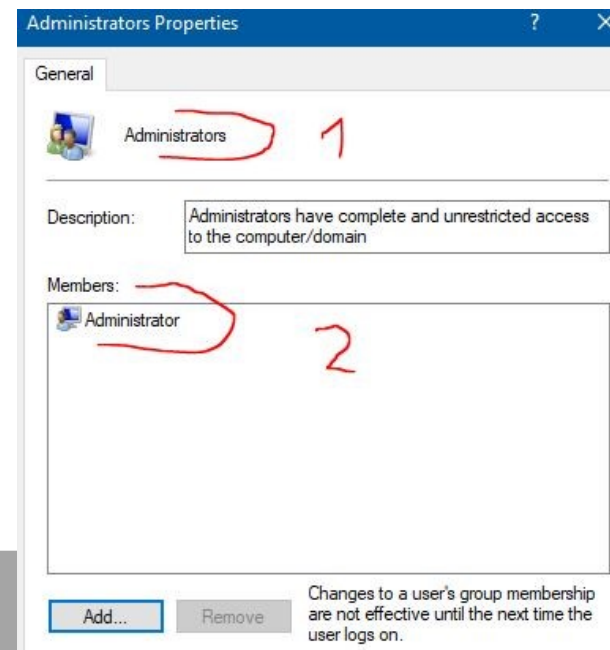 Administrators Properties ? X
General
Administrators 1
Description: Administrators have complete and unrestricted access
to the computer/domain
Members:
Administrator
2
Add... Remove Changes to a user's group membership
are not effective until the next time the
user logs on.